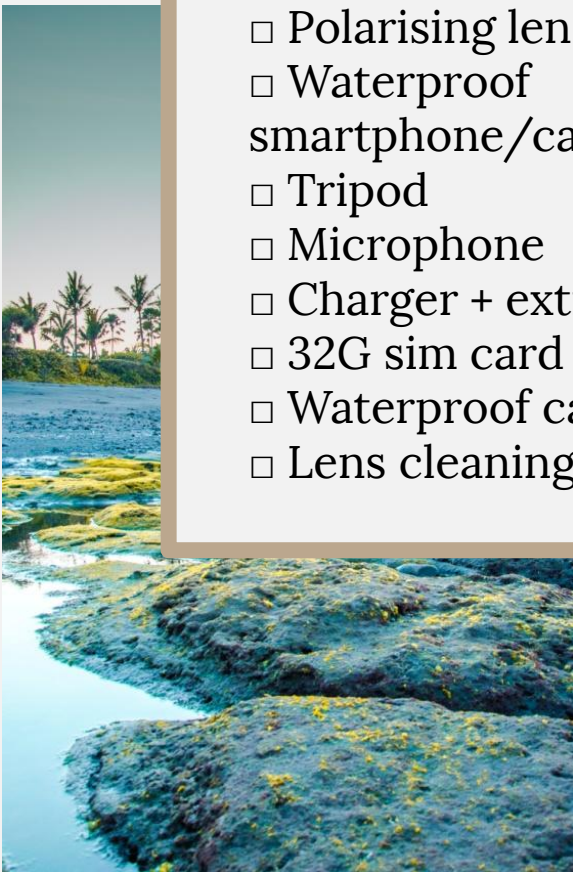 □ Polarising len
□ Waterproof
smartphone/ca
□ Tripod
□ Microphone
□ Charger + ext
□ 32G sim card
□ Waterproof ca
□ Lens cleaning